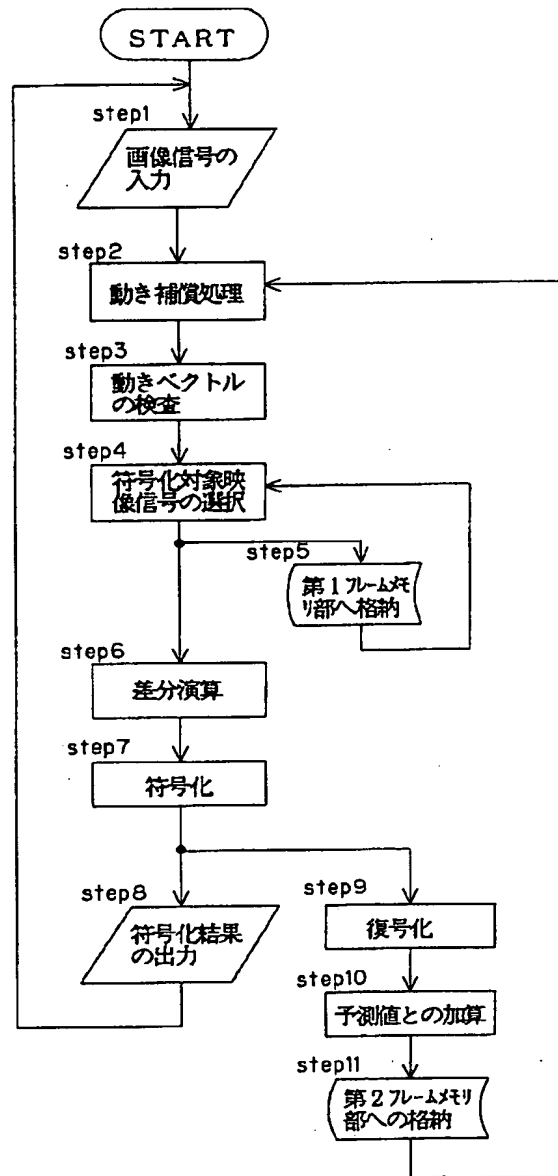 START
step1
画像信号の
入力
step2
動き補償処理
step3
動きベクトル
の検査
step4
符号化対象映
像信号の選択
step5
第1フレームメモ
リ部へ格納
step6
差分演算
step7
符号化
step8
符号化結果
の出力
step9
復号化
step10
予測値との加算
step11
第2フレームメモリ
部への格納